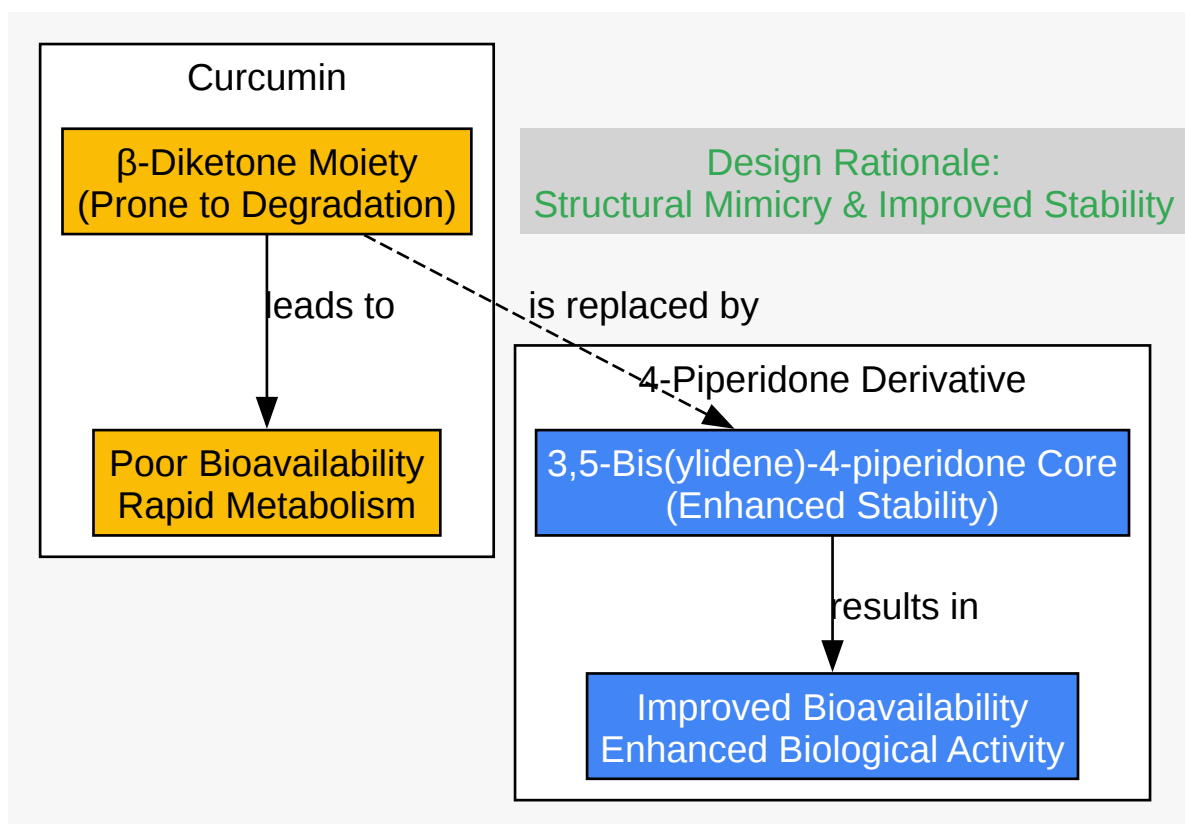 Curcumin
β-Diketone Moiety
(Prone to Degradation)
Design Rationale:
Structural Mimicry & Improved Stability
leads to
is replaced by
4-Piperidone Derivative
Poor Bioavailability
Rapid Metabolism
3,5-Bis(ylidene)-4-piperidone Core
(Enhanced Stability)
results in
Improved Bioavailability
Enhanced Biological Activity